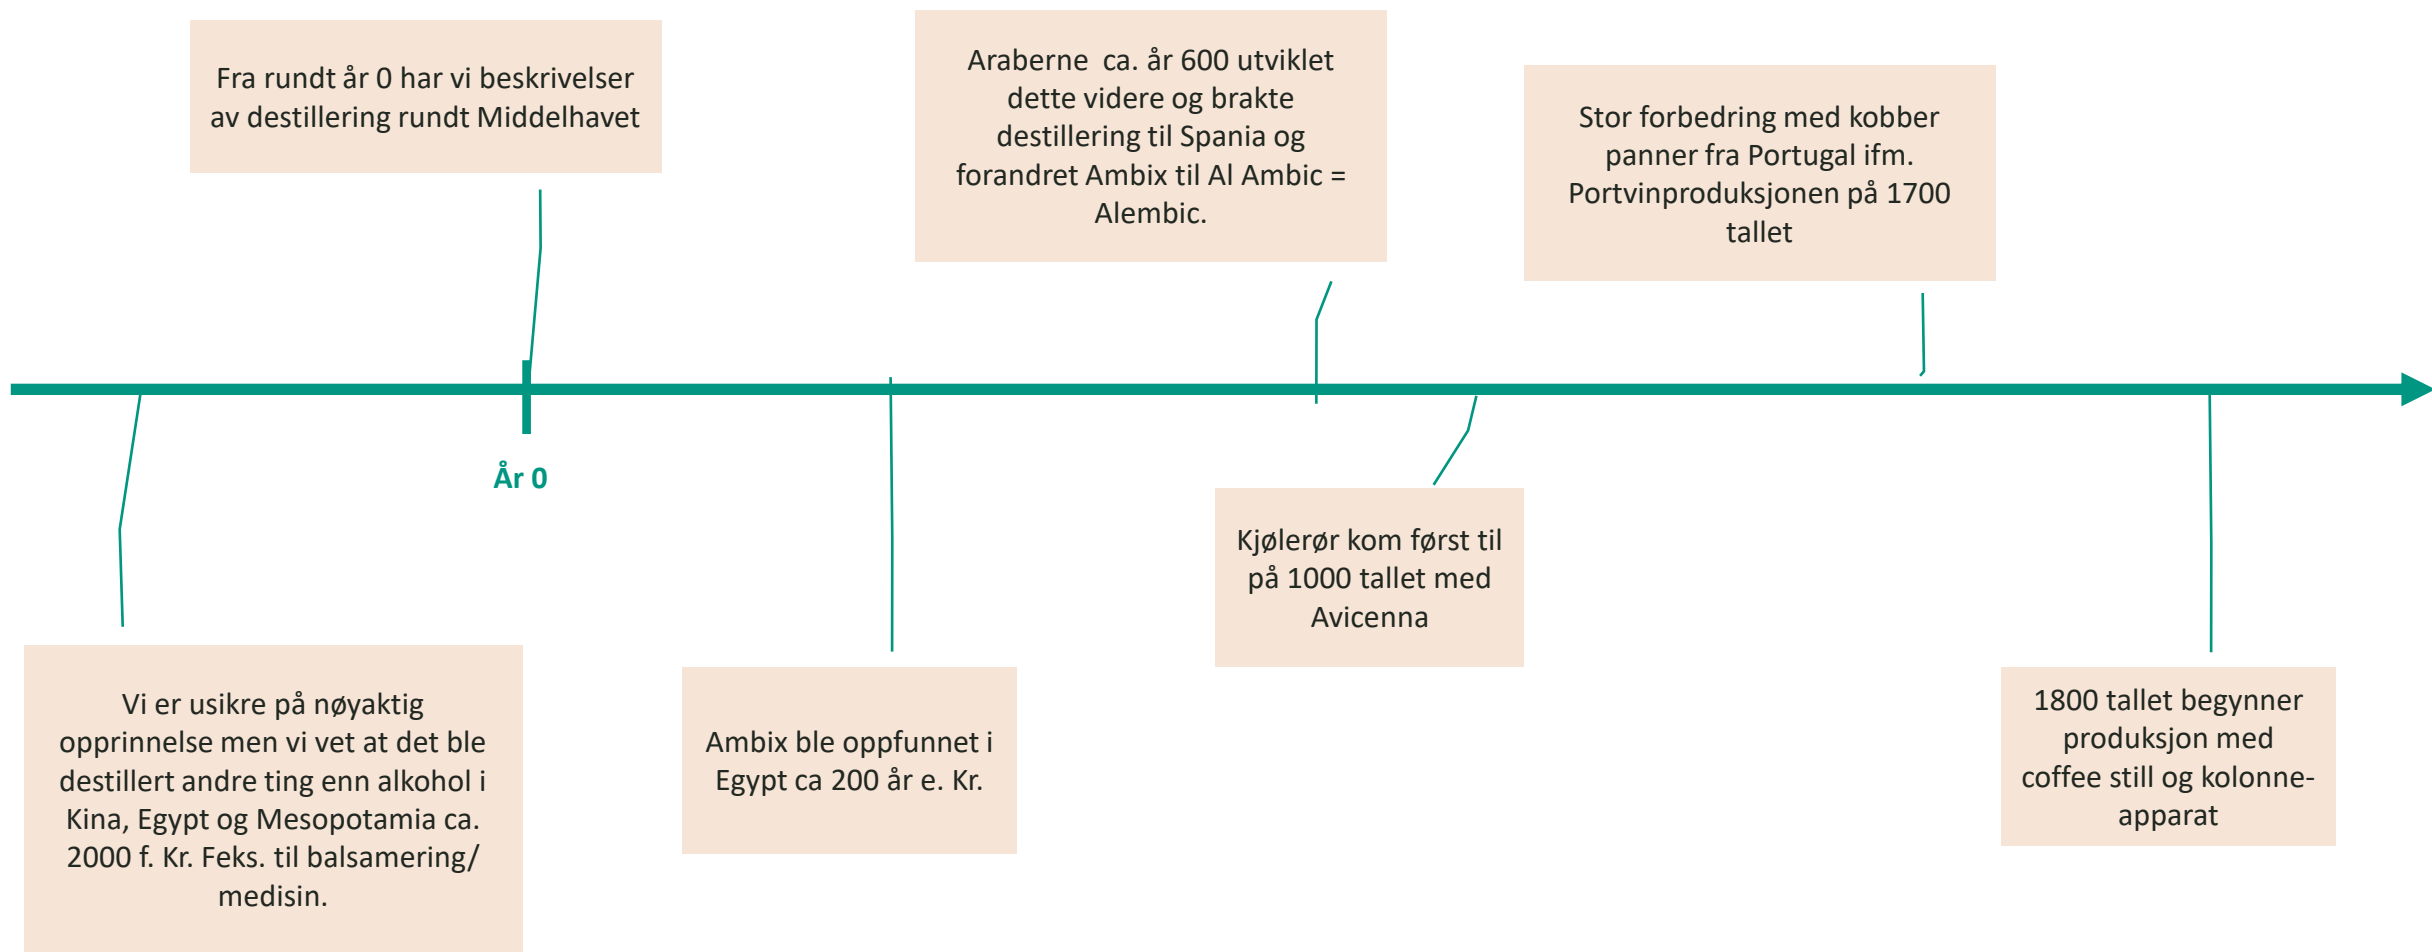 Fra rundt år 0 har vi beskrivelser
av destillering rundt Middelhavet
Araberne  ca. år 600 utviklet
dette videre og brakte
destillering til Spania og
forandret Ambix til Al Ambic =
Alembic.
Stor forbedring med kobber
panner fra Portugal ifm.
Portvinproduksjonen på 1700
tallet
År 0
Vi er usikre på nøyaktig
opprinnelse men vi vet at det ble
destillert andre ting enn alkohol i
Kina, Egypt og Mesopotamia ca.
2000 f. Kr. Feks. til balsamering/
medisin.
Ambix ble oppfunnet i
Egypt ca 200 år e. Kr.
Kjølerør kom først til
på 1000 tallet med
Avicenna
1800 tallet begynner
produksjon med
coffee still og kolonne-
apparat